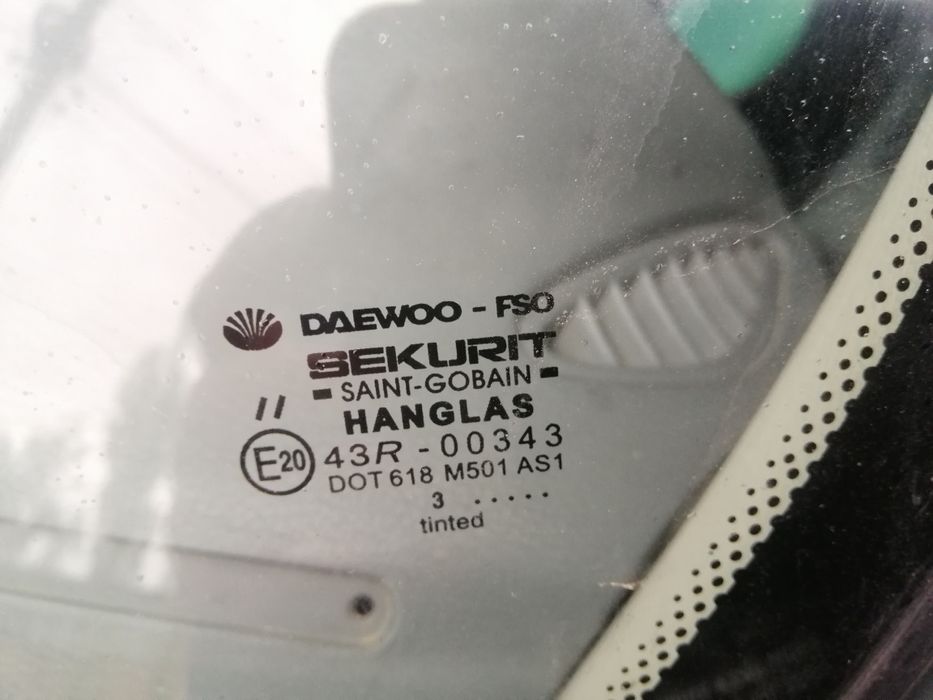 DAEWOO - FSO
SEKURIT
- SAINT-GOBAIN -
HANGLAS
II
E20 43R - 00343
DOT 618 M501 AS1
3 .....
tinted